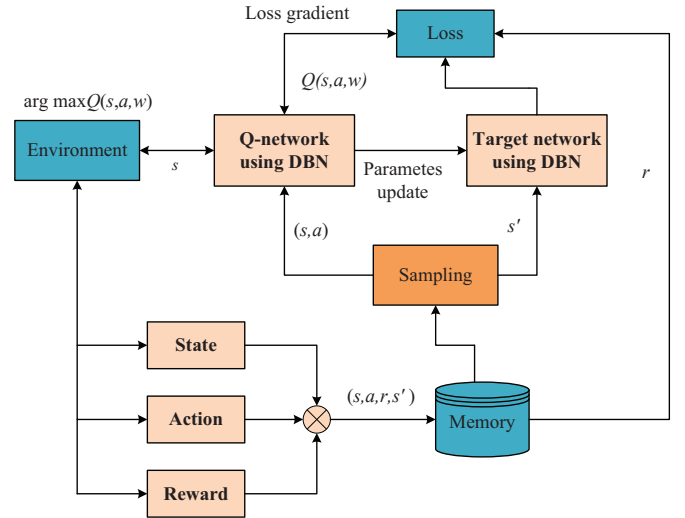 Loss gradient
Loss
Q(s,a,w)
arg maxQ(s,a,w)
Environment
s
Q-network
using DBN
Parametes
update
Target network
using DBN
r
(s,a)
s′
Sampling
State
Action
Reward
(s,a,r,s′ )
Memory